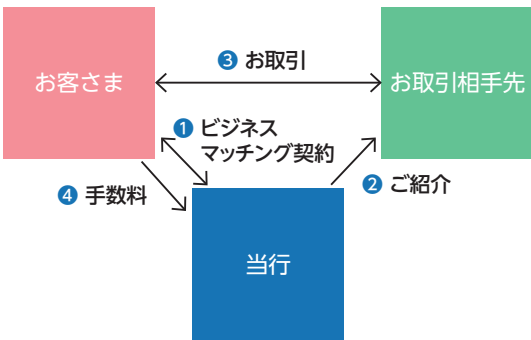 お客さま
❸ お取引
お取引相手先
❶ ビジネス
マッチング契約
❷ ご紹介
❹ 手数料
当行